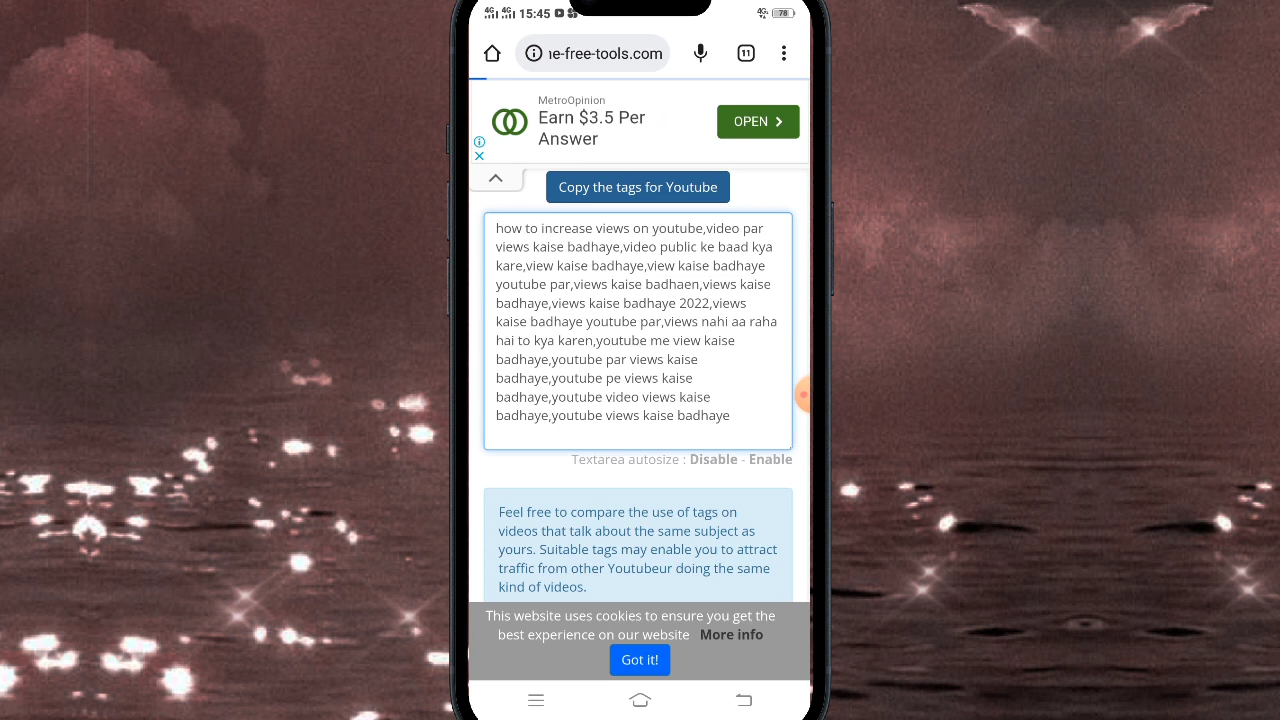 4G 4G 15:45 4G 78
ne-free-tools.com 11
MetroOpinion
Earn $3.5 Per
Answer
OPEN
Copy the tags for Youtube
how to increase views on youtube,video par
views kaise badhaye,video public ke baad kya
kare,view kaise badhaye,view kaise badhaye
youtube par,views kaise badhaen,views kaise
badhaye,views kaise badhaye 2022,views
kaise badhaye youtube par,views nahi aa raha
hai to kya karen,youtube me view kaise
badhaye,youtube par views kaise
badhaye,youtube pe views kaise
badhaye,youtube video views kaise
badhaye,youtube views kaise badhaye
Textarea autosize : Disable - Enable
Feel free to compare the use of tags on
videos that talk about the same subject as
yours. Suitable tags may enable you to attract
traffic from other Youtubeur doing the same
kind of videos.
This website uses cookies to ensure you get the
best experience on our website More info
Got it!